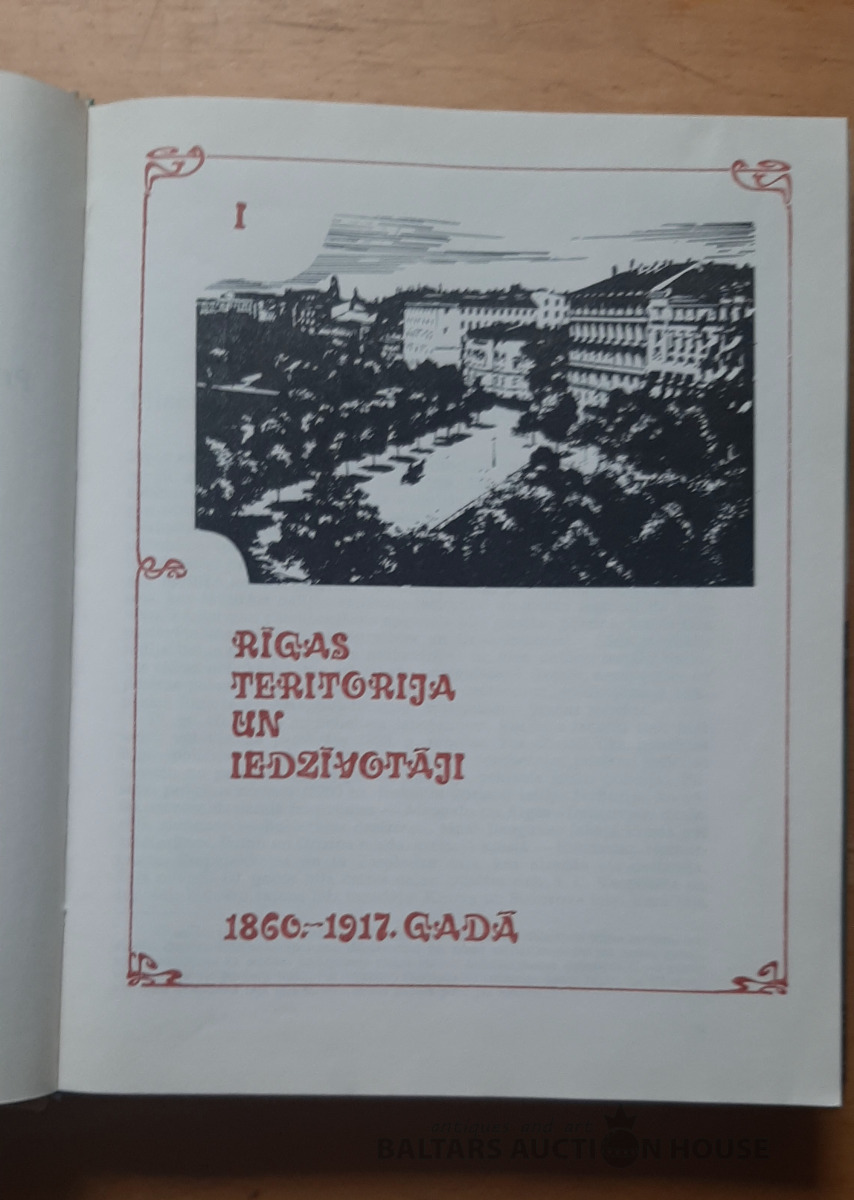 I
RĪGAS
TERITORIJA
UN
IEDZĪVOTĀJI
1860.–1917. GADĀ
BALTARS AUCTION HOUSE